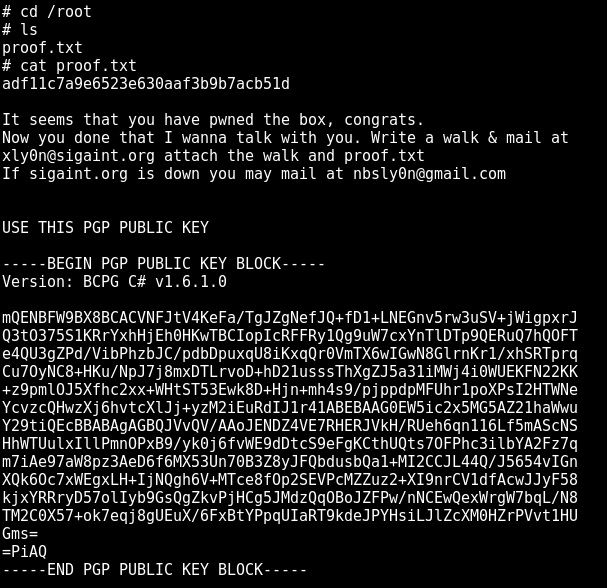 # cd /root
# ls
proof.txt
# cat proof.txt
adf11c7a9e6523e630aaf3b9b7acb51d
It seems that you have pwned the box, congrats.
Now you done that I wanna talk with you. Write a walk & mail at
xly0n@sigaint.org attach the walk and proof.txt
If sigaint.org is down you may mail at nbsly0n@gmail.com
USE THIS PGP PUBLIC KEY
-----BEGIN PGP PUBLIC KEY BLOCK-----
Version: BCPG C# v1.6.1.0
mQENBFW9BX8BCACVNFJtV4KeFa/TgJZgNefJQ+fD1+LNEGnv5rw3uSV+jWigpxrJ
Q3tO375S1KRrYxhHjEh0HKwTBCIopIcRFFRy1Qg9uW7cxYnTlDTp9QERuQ7hQOFT
e4QU3gZPd/VibPhzbJC/pdbDpuxqU8iKxqQr0VmTX6wIGwN8GlrnKr1/xhSRTprq
Cu7OyNC8+HKu/NpJ7j8mxDTLrvoD+hD21usssThXgZJ5a31iMWj4i0WUEKFN22KK
+z9pmlOJ5Xfhc2xx+WHtST53Ewk8D+Hjn+mh4s9/pjppdpMFUhr1poXPsI2HTWNe
YcvzcQHwzXj6hvtcXlJj+yzM2iEuRdIJ1r41ABEBAAG0EW5ic2x5MG5AZ21haWwu
Y29tiQEcBBABAgAGBQJVvQV/AAoJENDZ4VE7RHERJVkH/RUeh6qn116Lf5mAScNS
HhWTUulxIllPmnOPxB9/yk0j6fvWE9dDtcS9eFgKCthUQts7OFPhc3ilbYA2Fz7q
m7iAe97aW8pz3AeD6f6MX53Un70B3Z8yJFQbdusbQa1+MI2CCJL44Q/J5654vIGn
XQk6Oc7xWEgxLH+IjNQgh6V+MTce8fOp2SEVPcMZZuz2+XI9nrCV1dfAcwJJyF58
kjxYRRryD57olIyb9GsQgZkvPjHCg5JMdzQqOBoJZFPw/nNCEwQexWrgW7bqL/N8
TM2C0X57+ok7eqj8gUEuX/6FxBtYPpqUIaRT9kdeJPYHsiLJlZcXM0HZrPVvt1HU
Gms=
=PiAQ
-----END PGP PUBLIC KEY BLOCK-----